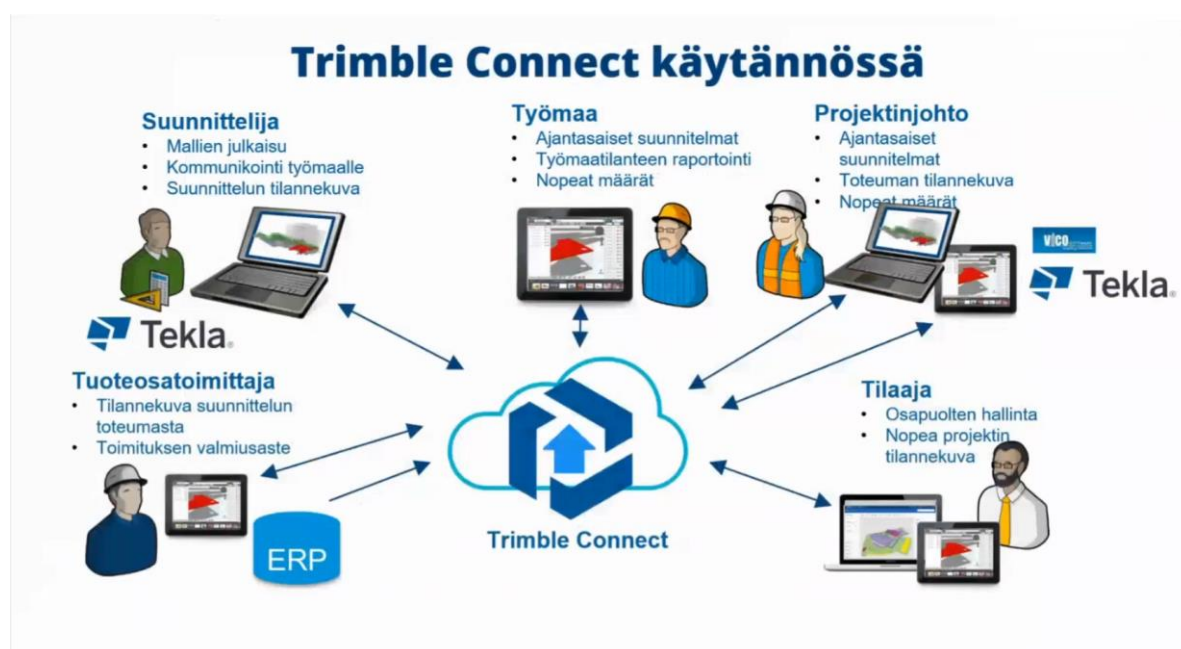 Trimble Connect käytännössä
Suunnittelija
• Mallien julkaisu
• Kommunikointi työmaalle
• Suunnittelun tilannekuva
Tekla®
Työmaa
• Ajantasaiset suunnitelmat
• Työmaatilanteen raportointi
• Nopeat määrät
Projektinjohto
• Ajantasaiset
suunnitelmat
• Toteuman tilannekuva
• Nopeat määrät
VICO
Tekla®
Tuoteosatoimittaja
• Tilannekuva suunnittelun
toteumasta
• Toimituksen valmiusaste
ERP
Trimble Connect
Tilaaja
• Osapuolten hallinta
• Nopea projektin
tilannekuva